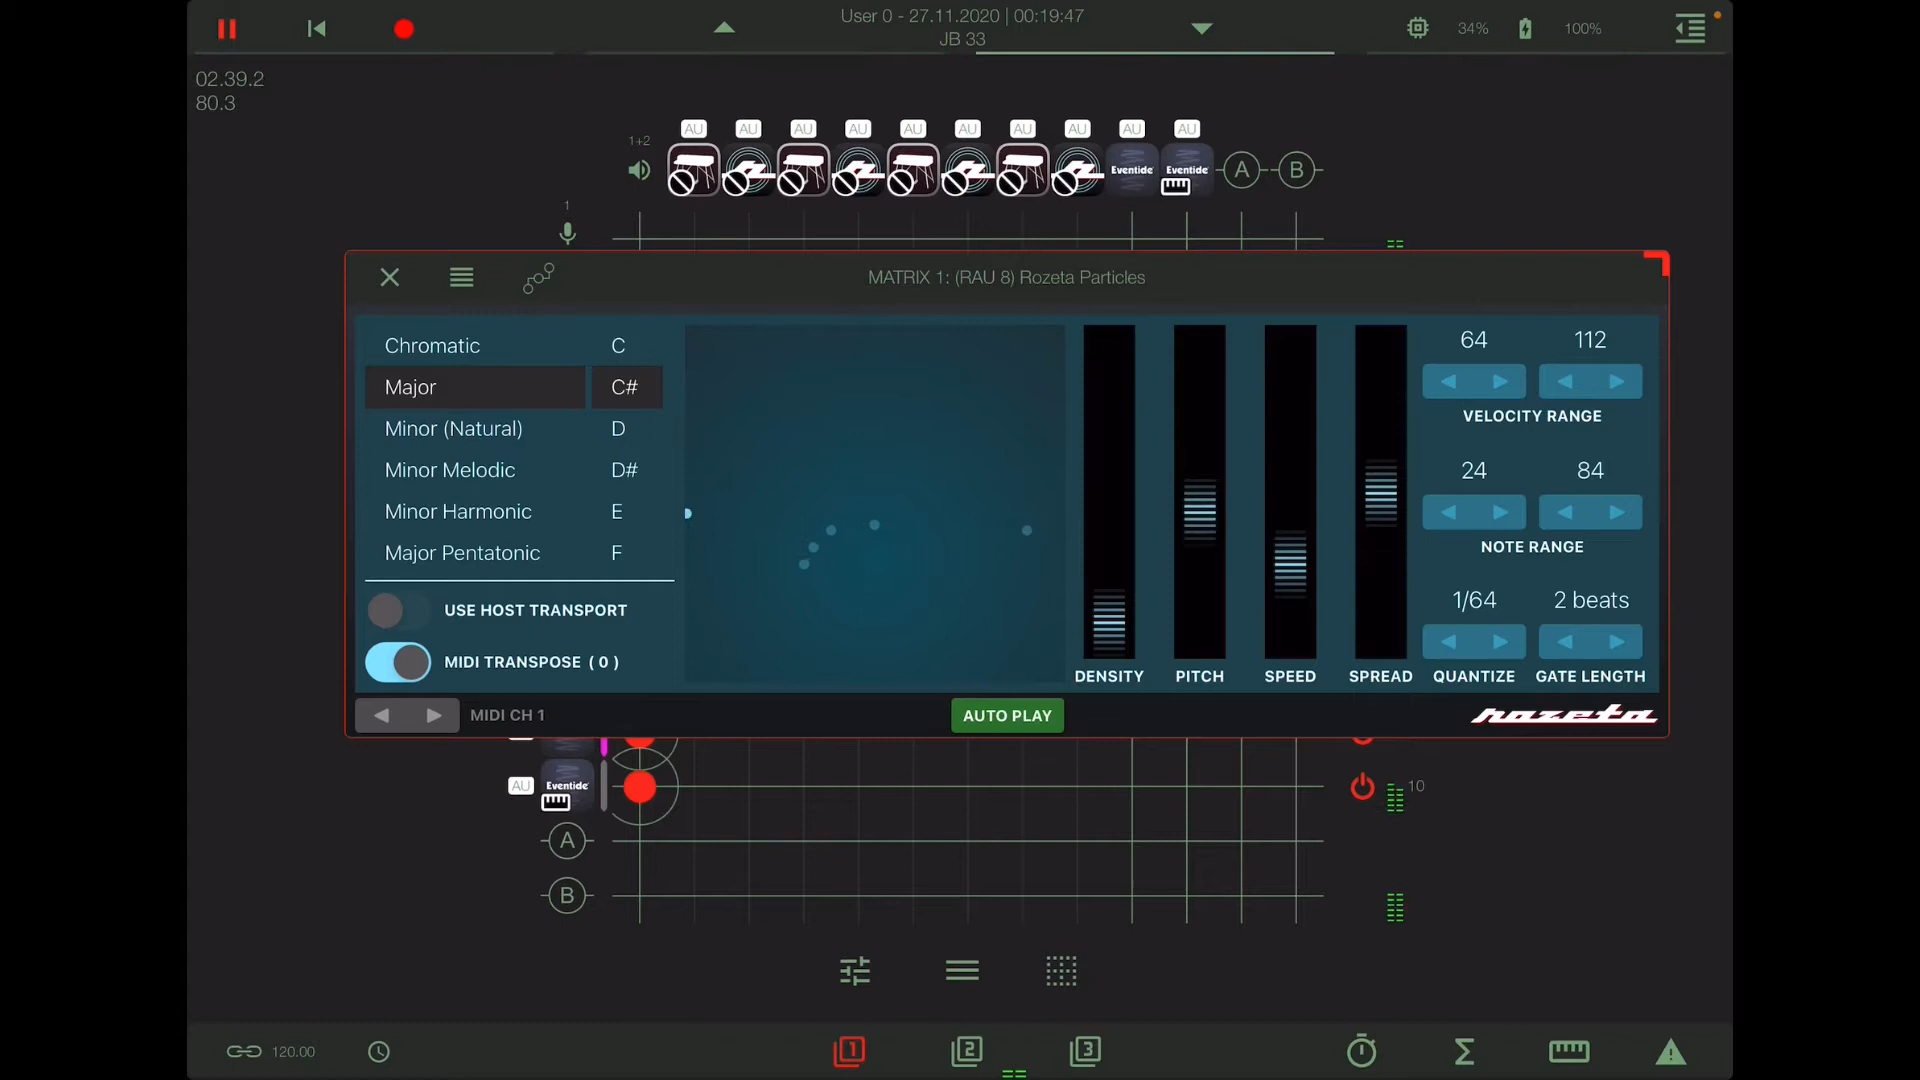 User 0 - 27.11.2020 | 00:19:47
JB 33
34%
100%
02.39.2
80.3
AU AU AU AU AU AU AU AU AU AU
1+2
Eventide Eventide A B
1
MATRIX 1: (RAU 8) Rozeta Particles
Chromatic C
Major C#
Minor (Natural) D
Minor Melodic D#
Minor Harmonic E
Major Pentatonic F
USE HOST TRANSPORT
MIDI TRANSPOSE ( 0 )
DENSITY PITCH SPEED SPREAD
64 112
VELOCITY RANGE
24 84
NOTE RANGE
1/64 2 beats
QUANTIZE GATE LENGTH
MIDI CH 1
AUTO PLAY
rozeta
AU Eventide 10
A
B
120.00
1 2 3